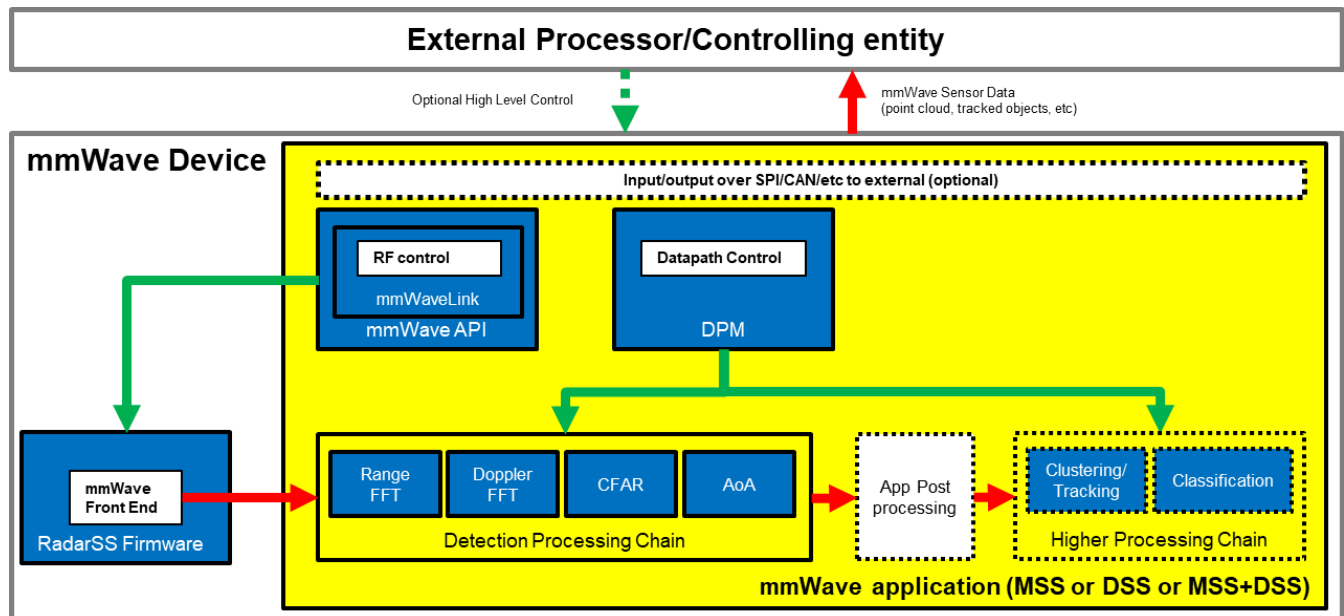 External Processor/Controlling entity
Optional High Level Control
mmWave Sensor Data
(point cloud, tracked objects, etc)
mmWave Device
Input/output over SPI/CAN/etc to external (optional)
RF control
mmWaveLink
mmWave API
Datapath Control
DPM
mmWave
Front End
RadarSS Firmware
Range
FFT
Doppler
FFT
CFAR
AoA
Detection Processing Chain
App Post
processing
Clustering/
Tracking
Classification
Higher Processing Chain
mmWave application (MSS or DSS or MSS+DSS)